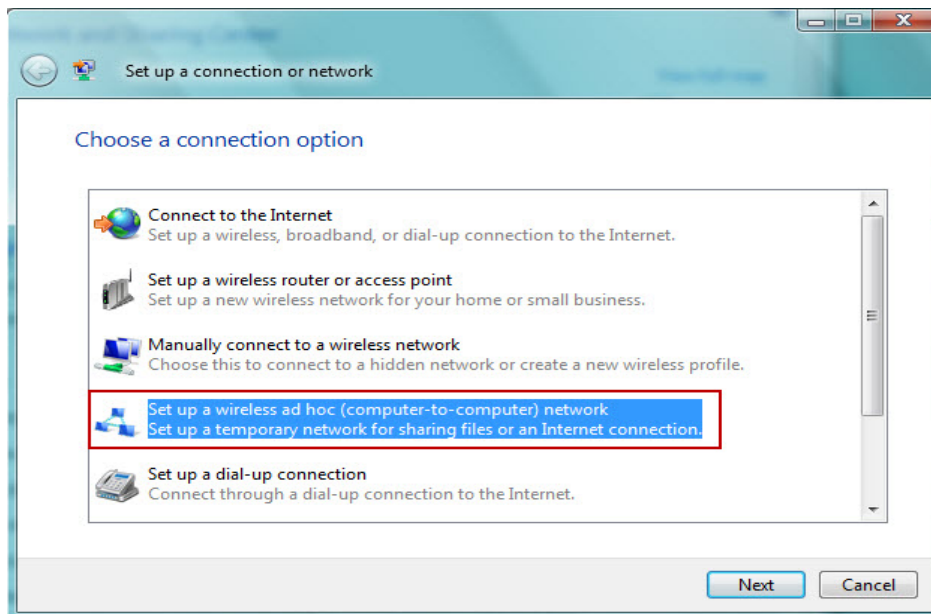 Set up a connection or network
Choose a connection option
Connect to the Internet
Set up a wireless, broadband, or dial-up connection to the Internet.
Set up a wireless router or access point
Set up a new wireless network for your home or small business.
Manually connect to a wireless network
Choose this to connect to a hidden network or create a new wireless profile.
Set up a wireless ad hoc (computer-to-computer) network
Set up a temporary network for sharing files or an Internet connection.
Set up a dial-up connection
Connect through a dial-up connection to the Internet.
Next
Cancel